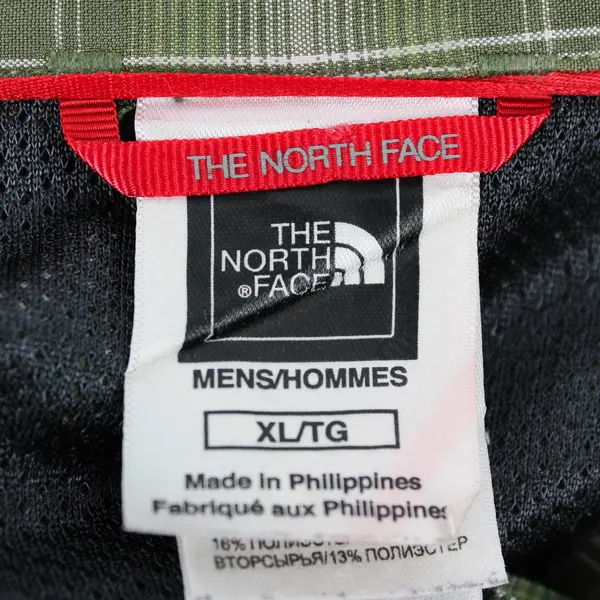 THE NORTH FACE
THE
NORTH
®FACE
MENS/HOMMES
XL/TG
Made in Philippines
Fabriqué aux Philippines
16%
ВТОРСЫРЬЯ/13% ПОЛИЭСТЕР